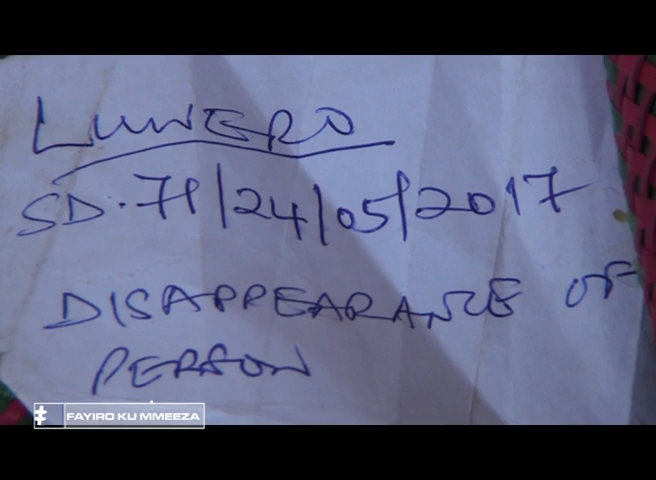 LUWERO
SD.71/24/05/2017
DISAPPEARANCE OF
PERSON
FAYIRO KU MMEEZA